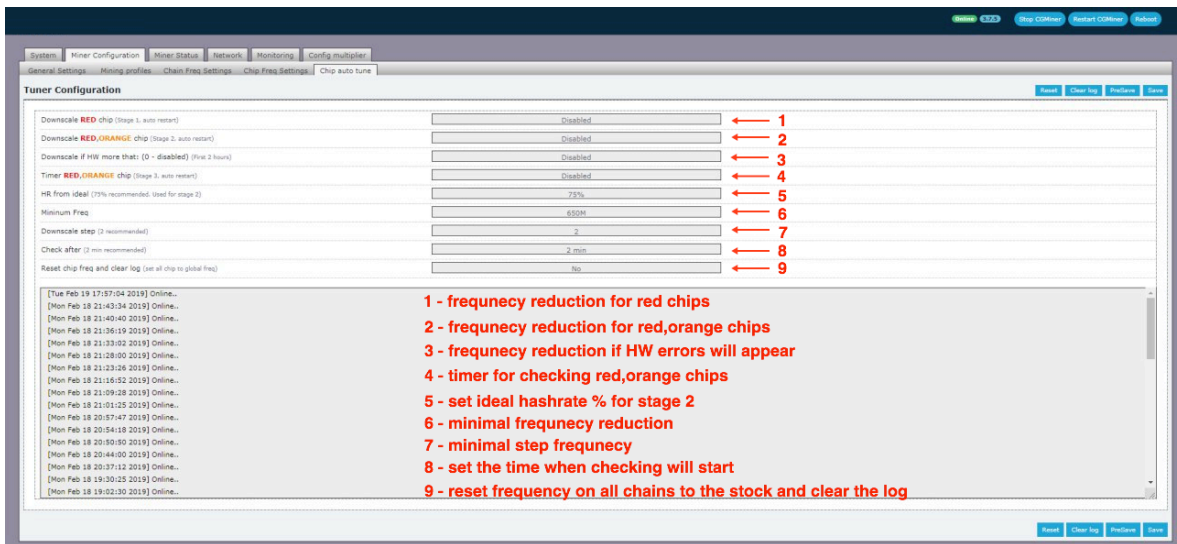 Online 3.7.5 Stop CGMiner Restart CGMiner Reboot
System Miner Configuration Miner Status Network Monitoring Config multiplier
General Settings Mining profiles Chain Freq Settings Chip Freq Settings Chip auto tune
Tuner Configuration Reset Clear log PreSave Save
Downscale RED chip (Stage 1, auto restart) Disabled 1
Downscale RED,ORANGE chip (Stage 2, auto restart) Disabled 2
Downscale if HW more that: (0 - disabled) (First 2 hours) Disabled 3
Timer RED,ORANGE chip (Stage 3, auto restart) Disabled 4
HR from ideal (75% recommended. Used for stage 2) 75% 5
Mininum Freq 650M 6
Downscale step (2 recommended) 2 7
Check after (2 min recommended) 2 min 8
Reset chip freq and clear log (set all chip to global freq) No 9
[Tue Feb 19 17:57:04 2019] Online..
[Mon Feb 18 21:43:34 2019] Online..
[Mon Feb 18 21:40:40 2019] Online..
[Mon Feb 18 21:36:19 2019] Online..
[Mon Feb 18 21:33:02 2019] Online..
[Mon Feb 18 21:28:00 2019] Online..
[Mon Feb 18 21:23:26 2019] Online..
[Mon Feb 18 21:16:52 2019] Online..
[Mon Feb 18 21:09:28 2019] Online..
[Mon Feb 18 21:01:25 2019] Online..
[Mon Feb 18 20:57:47 2019] Online..
[Mon Feb 18 20:54:18 2019] Online..
[Mon Feb 18 20:50:50 2019] Online..
[Mon Feb 18 20:44:00 2019] Online..
[Mon Feb 18 20:37:12 2019] Online..
[Mon Feb 18 19:30:25 2019] Online..
[Mon Feb 18 19:02:30 2019] Online..
1 - frequnecy reduction for red chips
2 - frequnecy reduction for red,orange chips
3 - frequnecy reduction if HW errors will appear
4 - timer for checking red,orange chips
5 - set ideal hashrate % for stage 2
6 - minimal frequnecy reduction
7 - minimal step frequnecy
8 - set the time when checking will start
9 - reset frequency on all chains to the stock and clear the log
Reset Clear log PreSave Save